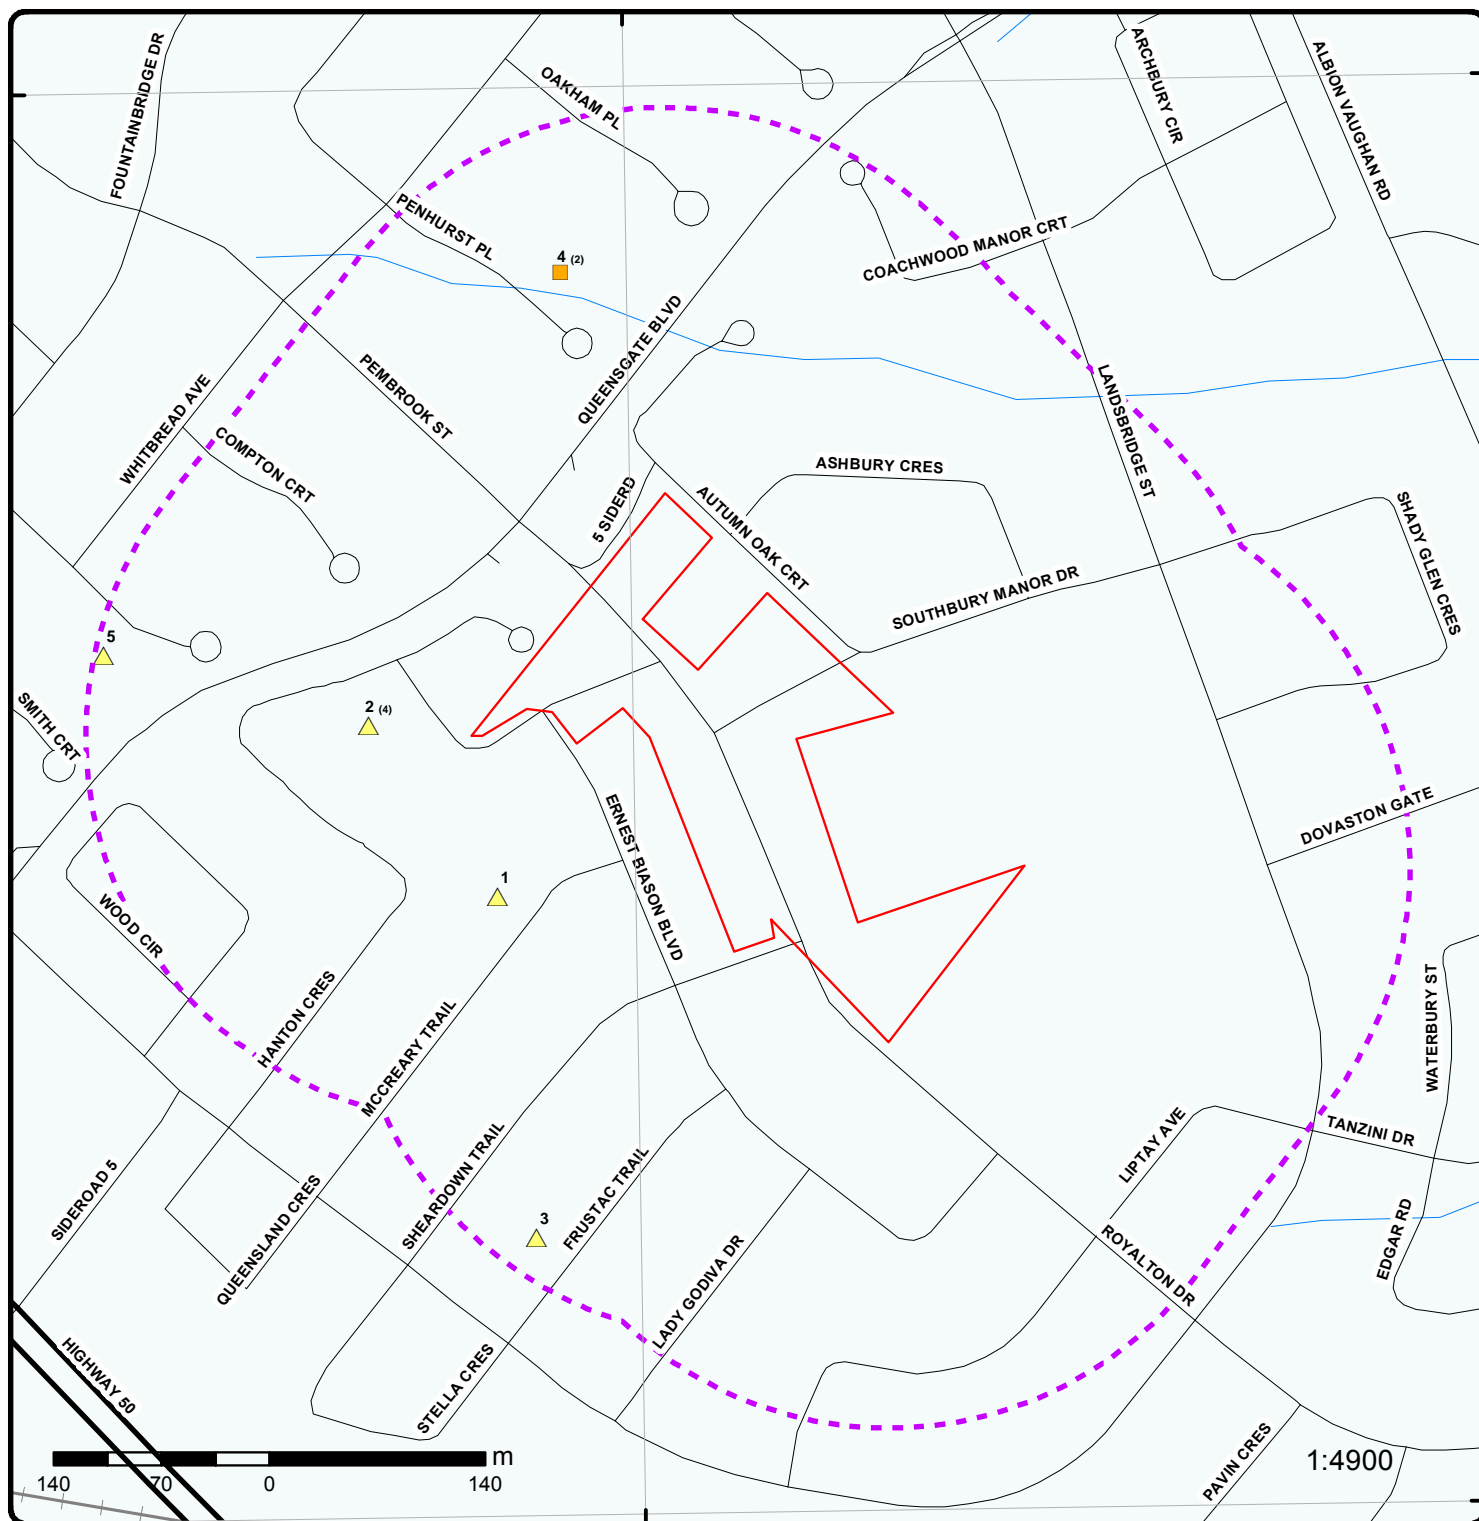 FOUNTAINBRIDGE DR
OAKHAM PL
ARCHBURY CIR
ALBION VAUGHAN RD
PENHURST PL
4 (2)
COACHWOOD MANOR CRT
QUEENSGATE BLVD
PEMBROOK ST
WHITBREAD AVE
COMPTON CRT
LANDSBRIDGE ST
ASHBURY CRES
5 SIDERD
AUTUMN OAK CRT
SHADY GLEN CRES
SOUTHBURY MANOR DR
5
SMITH CRT
2 (4)
DOVASTON GATE
ERNEST BIASON BLVD
1
WOOD CIR
HANTON CRES
MCCREARY TRAIL
WATERBURY ST
LIPTAY AVE
TANZINI DR
SIDEROAD 5
SHEARDOWN TRAIL
FRUSTAC TRAIL
3
QUEENSLAND CRES
LADY GODIVA DR
ROYALTON DR
EDGAR RD
HIGHWAY 50
STELLA CRES
PAVIN CRES
m
140 70 0 140
1:4900